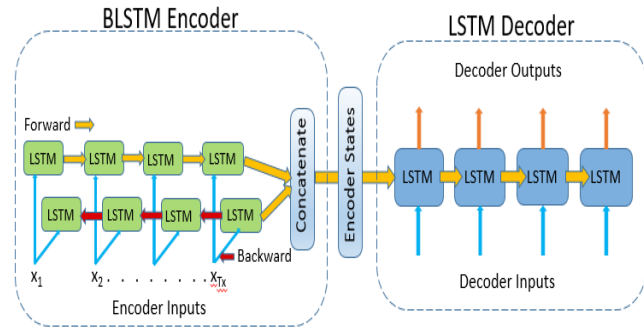 BLSTM Encoder
LSTM Decoder
Decoder Outputs
Forward
LSTM LSTM LSTM LSTM
LSTM LSTM LSTM LSTM
Concatenate
Encoder States
LSTM LSTM LSTM LSTM
Backward
x1 x2 . . . . . . . . xTx
Encoder Inputs
Decoder Inputs